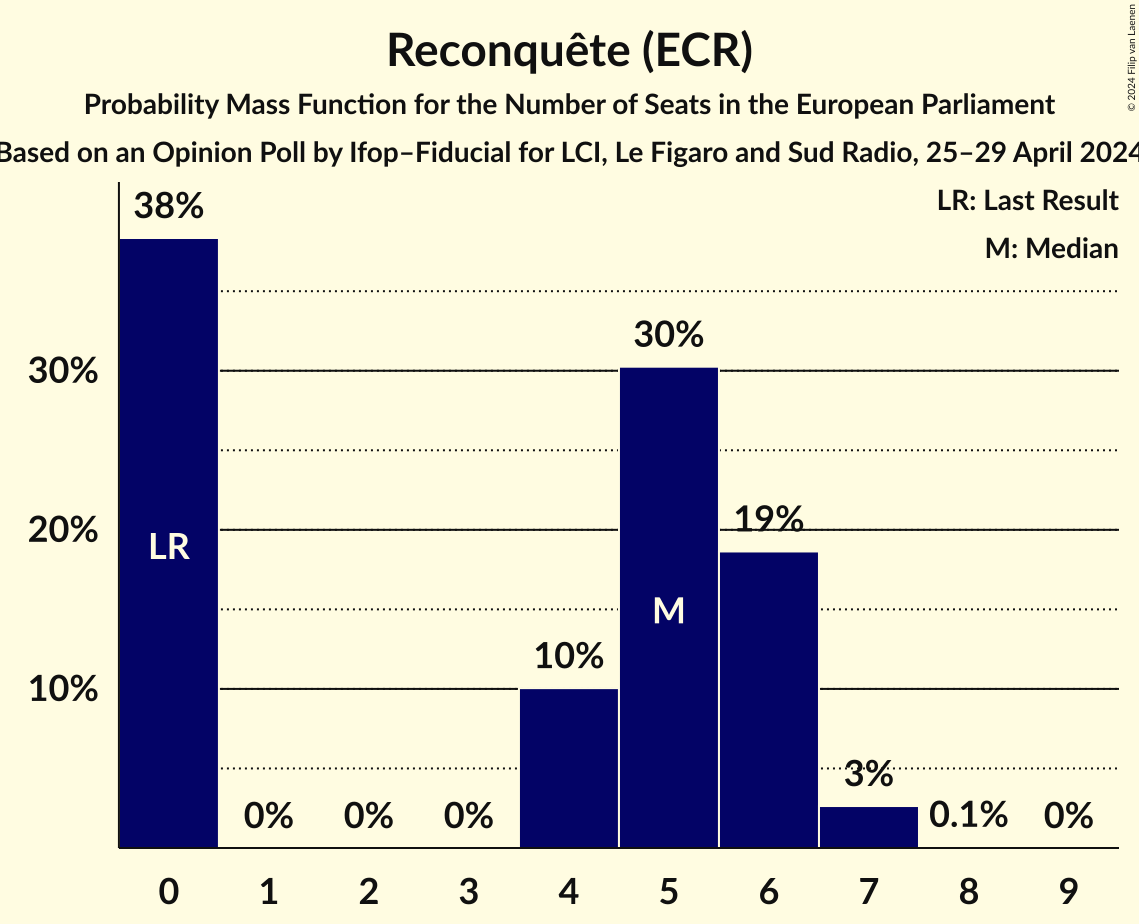 Reconquête (ECR)
Probability Mass Function for the Number of Seats in the European Parliament
Based on an Opinion Poll by Ifop–Fiducial for LCI, Le Figaro and Sud Radio, 25–29 April 2024
© 2024 Filip van Laenen
LR: Last Result
M: Median
38%
30%
30%
20%
19%
LR
M
10%
10%
3%
0%
0%
0%
0.1%
0%
0 1 2 3 4 5 6 7 8 9